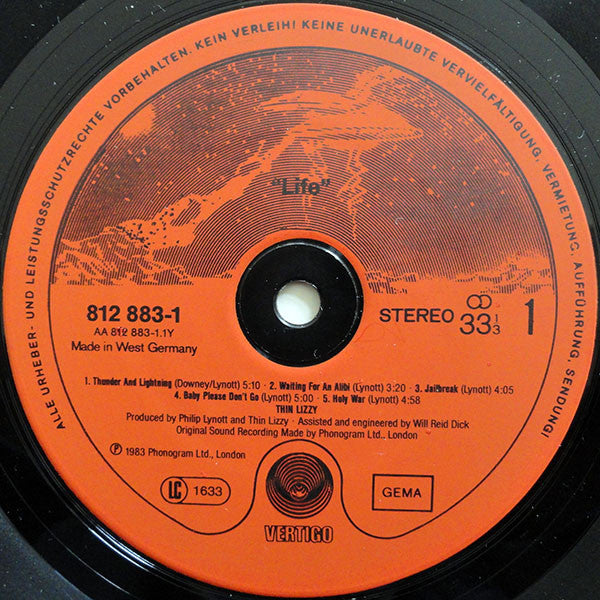 ALLE URHEBER- UND LEISTUNGSSCHUTZRECHTE VORBEHALTEN. KEIN VERLEIH! KEINE UNERLAUBTE VERVIELFÄLTIGUNG, VERMIETUNG, AUFFÜHRUNG, SENDUNG!
"Life"
812 883-1
AA 812 883-1.1Y
Made in West Germany
STEREO 33 1/3 1
1. Thunder And Lightning (Downey/Lynott) 5:10 · 2. Waiting For An Alibi (Lynott) 3:20 · 3. Jailbreak (Lynott) 4:05
4. Baby Please Don't Go (Lynott) 5:00 · 5. Holy War (Lynott) 4:58
THIN LIZZY
Produced by Philip Lynott and Thin Lizzy · Assisted and engineered by Will Reid Dick
Original Sound Recording Made by Phonogram Ltd.. London
℗ 1983 Phonogram Ltd., London
LC 1633
GEMA
VERTIGO